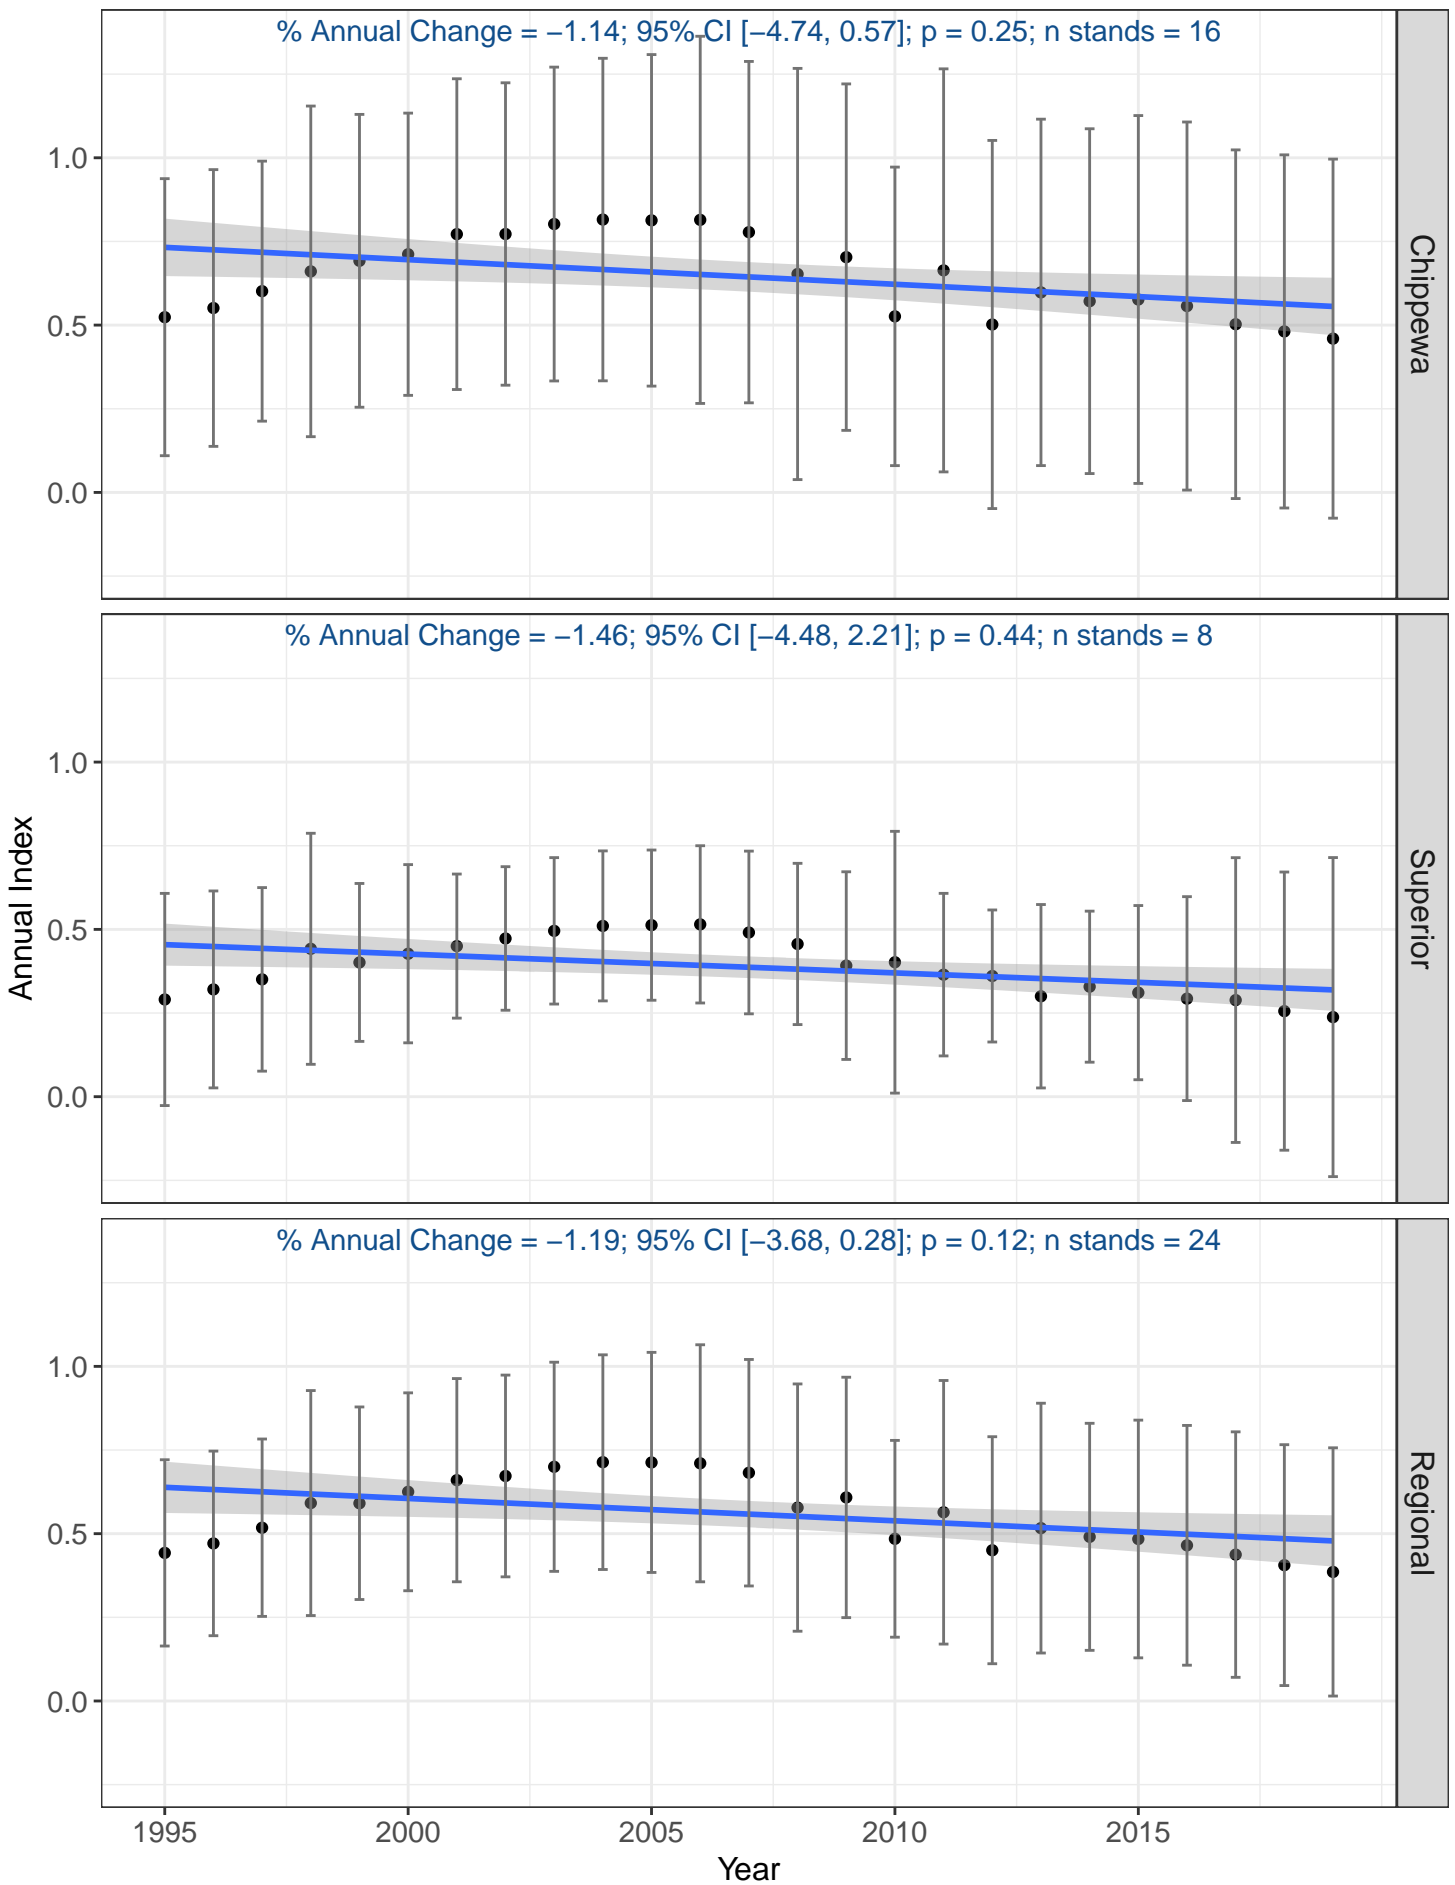 % Annual Change = −1.14; 95% CI [−4.74, 0.57]; p = 0.25; n stands = 16
1.0
0.5
0.0
Chippewa
% Annual Change = −1.46; 95% CI [−4.48, 2.21]; p = 0.44; n stands = 8
1.0
0.5
0.0
Superior
Annual Index
% Annual Change = −1.19; 95% CI [−3.68, 0.28]; p = 0.12; n stands = 24
1.0
0.5
0.0
Regional
1995 2000 2005 2010 2015
Year